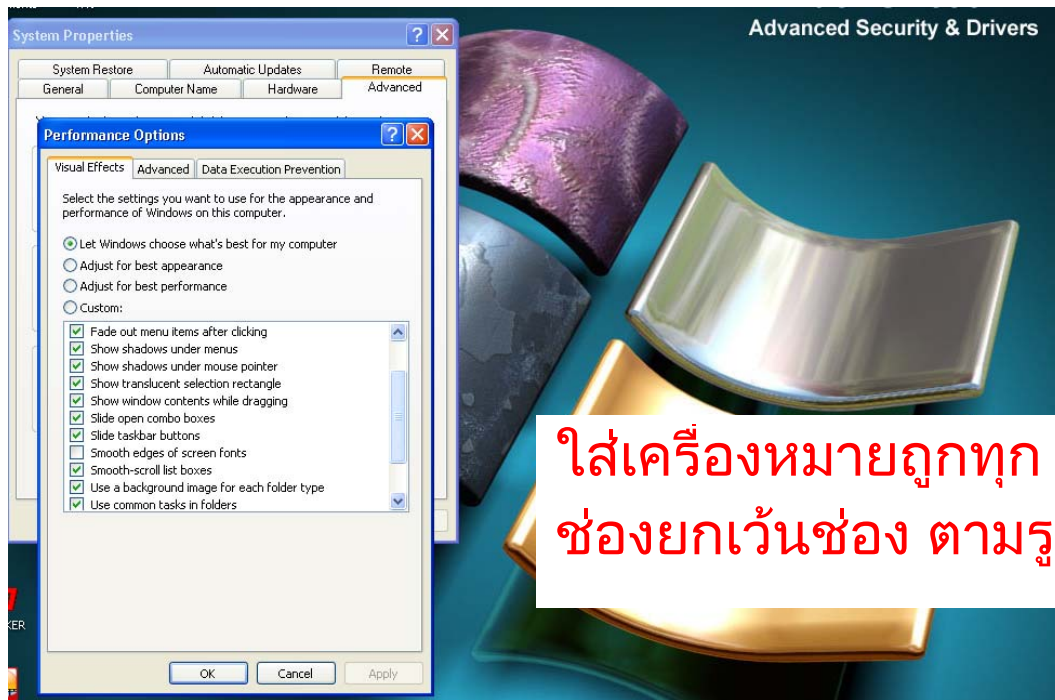 Advanced Security & Drivers
System Properties
System Restore
Automatic Updates
Remote
General
Computer Name
Hardware
Advanced
Performance Options
Visual Effects
Advanced
Data Execution Prevention
Select the settings you want to use for the appearance and
performance of Windows on this computer.
Let Windows choose what's best for my computer
Adjust for best appearance
Adjust for best performance
Custom:
Fade out menu items after clicking
Show shadows under menus
Show shadows under mouse pointer
Show translucent selection rectangle
Show window contents while dragging
Slide open combo boxes
Slide taskbar buttons
Smooth edges of screen fonts
Smooth-scroll list boxes
Use a background image for each folder type
Use common tasks in folders
OK
Cancel
Apply
ใส่เครื่องหมายถูกทุก
ช่องยกเว้นช่อง ตามรู
KER